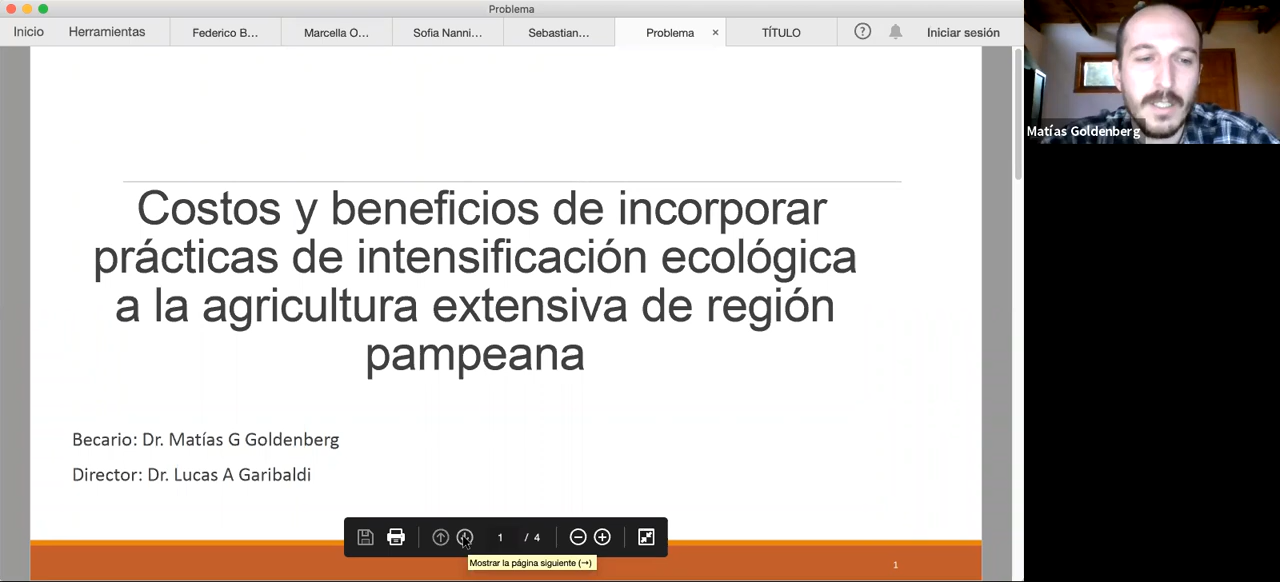 Problema
Inicio Herramientas Federico B... Marcella O... Sofia Nanni... Sebastian... Problema × TÍTULO ? Iniciar sesión
Matías Goldenberg
Costos y beneficios de incorporar
prácticas de intensificación ecológica
a la agricultura extensiva de región
pampeana
Becario: Dr. Matías G Goldenberg
Director: Dr. Lucas A Garibaldi
1 / 4
Mostrar la página siguiente (→)
1